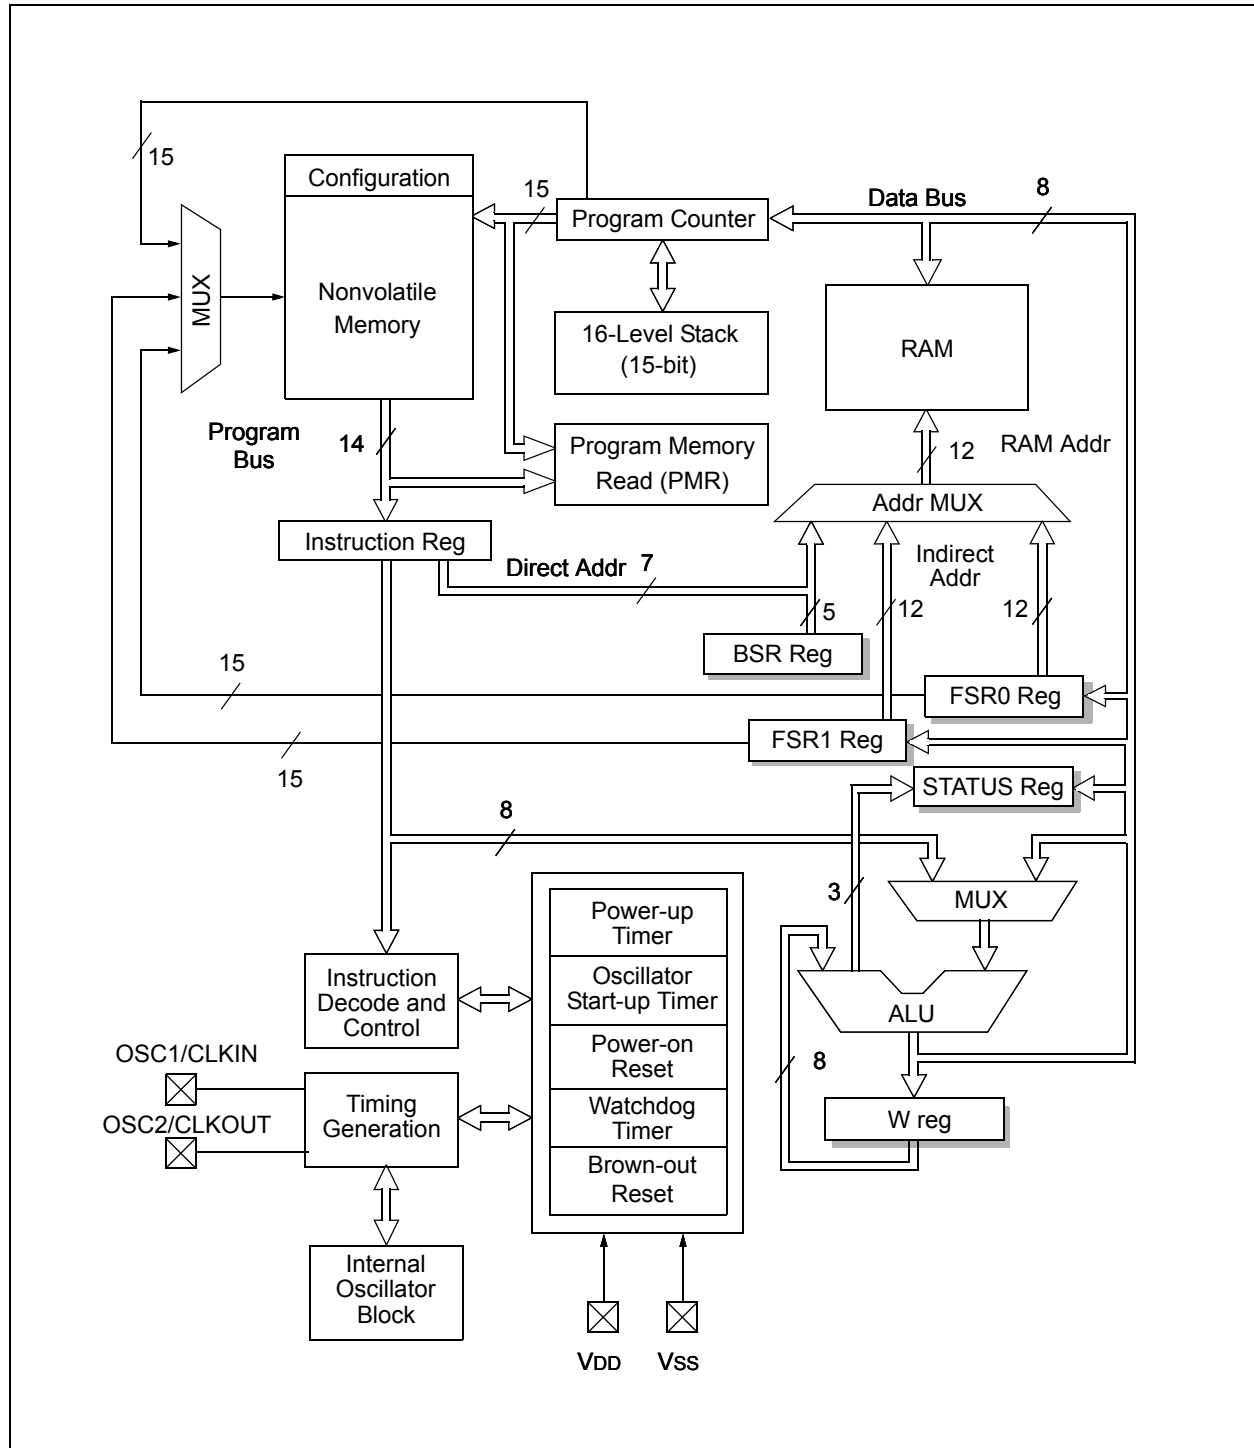 15
Configuration
Nonvolatile
Memory
MUX
15
Program Counter
Data Bus
8
16-Level Stack
(15-bit)
RAM
Program
Bus
14
Program Memory
Read (PMR)
12
RAM Addr
Addr MUX
Instruction Reg
Direct Addr
7
Indirect
Addr
5
12
12
BSR Reg
15
FSR0 Reg
FSR1 Reg
15
STATUS Reg
8
3
MUX
Power-up
Timer
Oscillator
Start-up Timer
Power-on
Reset
Watchdog
Timer
Brown-out
Reset
Instruction
Decode and
Control
ALU
8
OSC1/CLKIN
OSC2/CLKOUT
Timing
Generation
W reg
Internal
Oscillator
Block
VDD
VSS